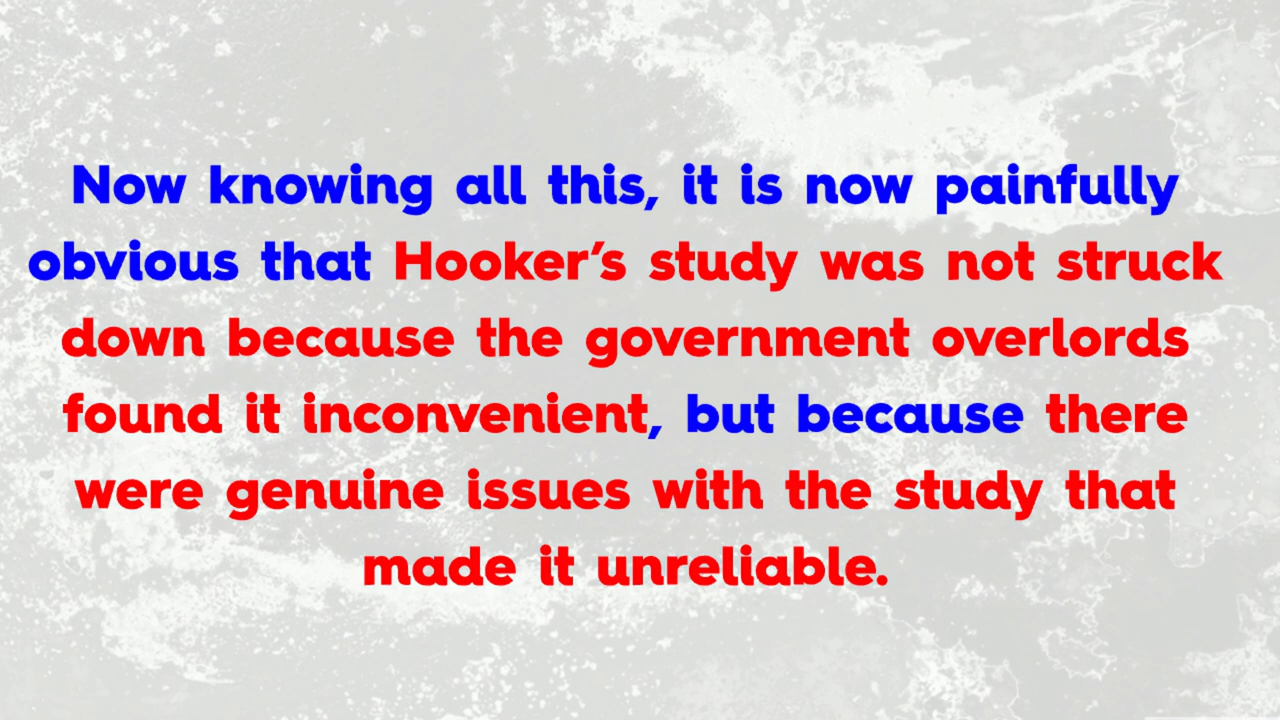 Now knowing all this, it is now painfully
obvious that Hooker’s study was not struck
down because the government overlords
found it inconvenient, but because there
were genuine issues with the study that
made it unreliable.